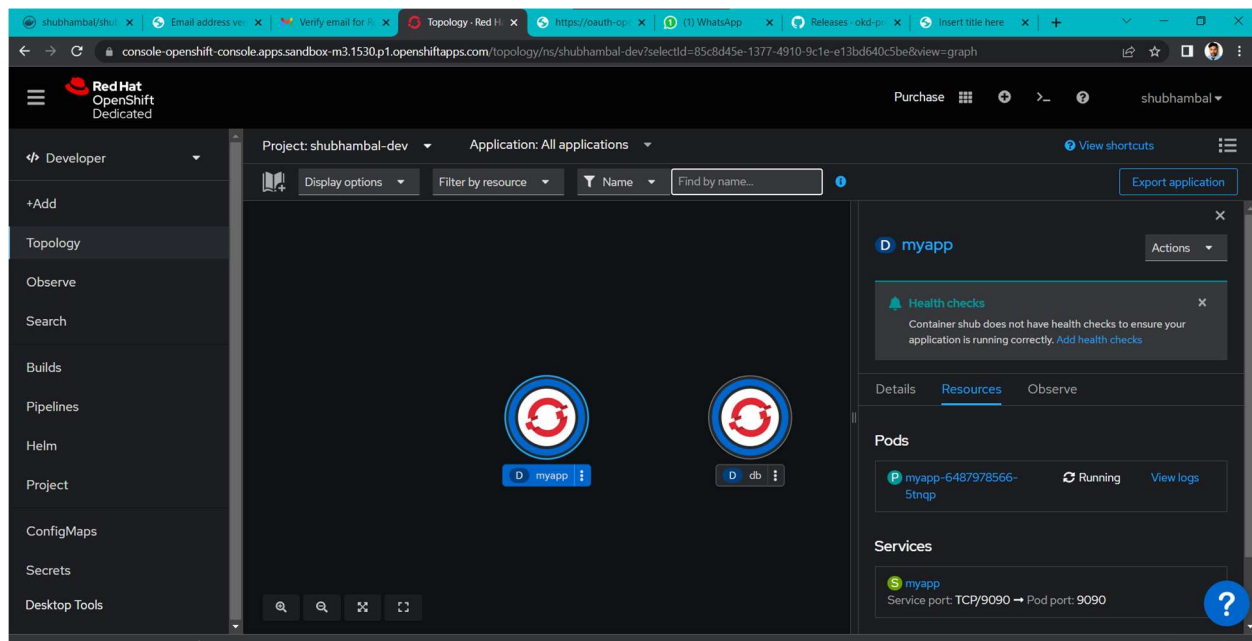 shubhambal/shu
Email address ver
Verify email for R
Topology · Red H
https://oauth-op
(1) WhatsApp
Releases · okd-p
Insert title here
console-openshift-console.apps.sandbox-m3.1530.p1.openshiftapps.com/topology/ns/shubhambal-dev?selectId=85c8d45e-1377-4910-9c1e-e13bd640c5be&view=graph
Red Hat
OpenShift
Dedicated
Purchase
shubhambal
Developer
+Add
Topology
Observe
Search
Builds
Pipelines
Helm
Project
ConfigMaps
Secrets
Desktop Tools
Project: shubhambal-dev
Application: All applications
View shortcuts
Display options
Filter by resource
Name
Find by name...
Export application
D myapp
D db
D myapp
Actions
Health checks
Container shub does not have health checks to ensure your
application is running correctly. Add health checks
Details Resources Observe
Pods
P myapp-6487978566-
5tnqp
Running
View logs
Services
S myapp
Service port: TCP/9090 → Pod port: 9090
?